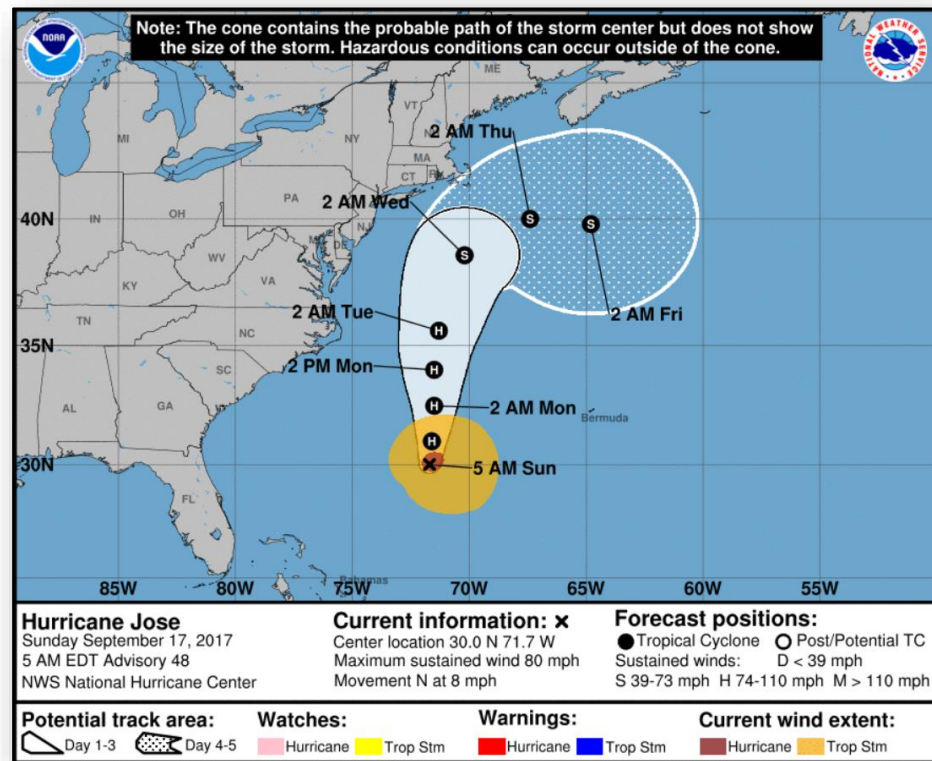 Note: The cone contains the probable path of the storm center but does not show
the size of the storm. Hazardous conditions can occur outside of the cone.
NOAA
NATIONAL WEATHER SERVICE
ME
VT
MI
NY
2 AM Thu
MA
CT
PA
2 AM Wed
40N
IN
OH
NJ
S
S
DE
WV
S
KY
VA
2 AM Tue
2 AM Fri
TN
NC
H
35N
2 PM Mon
SC
H
AL
GA
H
2 AM Mon
Bermuda
H
30N
5 AM Sun
FL
Bahamas
85W
80W
75W
70W
65W
60W
55W
Hurricane Jose
Sunday September 17, 2017
5 AM EDT Advisory 48
NWS National Hurricane Center
Current information: ✖
Center location 30.0 N 71.7 W
Maximum sustained wind 80 mph
Movement N at 8 mph
Forecast positions:
Tropical Cyclone Post/Potential TC
Sustained winds: D < 39 mph
S 39-73 mph H 74-110 mph M > 110 mph
Potential track area:
Day 1-3 Day 4-5
Watches:
Hurricane Trop Stm
Warnings:
Hurricane Trop Stm
Current wind extent:
Hurricane Trop Stm